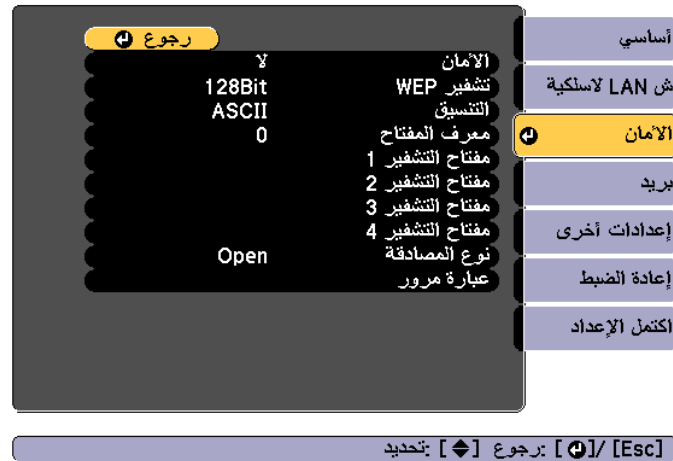 أساسي
ش LAN لاسلكية
الأمان
بريد
إعدادات أخرى
إعادة الضبط
اكتمل الإعداد
رجوع
الأمان لا
تشفير WEP 128Bit
التنسيق ASCII
معرف المفتاح 0
مفتاح التشفير 1
مفتاح التشفير 2
مفتاح التشفير 3
مفتاح التشفير 4
نوع المصادقة Open
عبارة مرور
[Esc] /[ ] :رجوع [ ] :تحديد